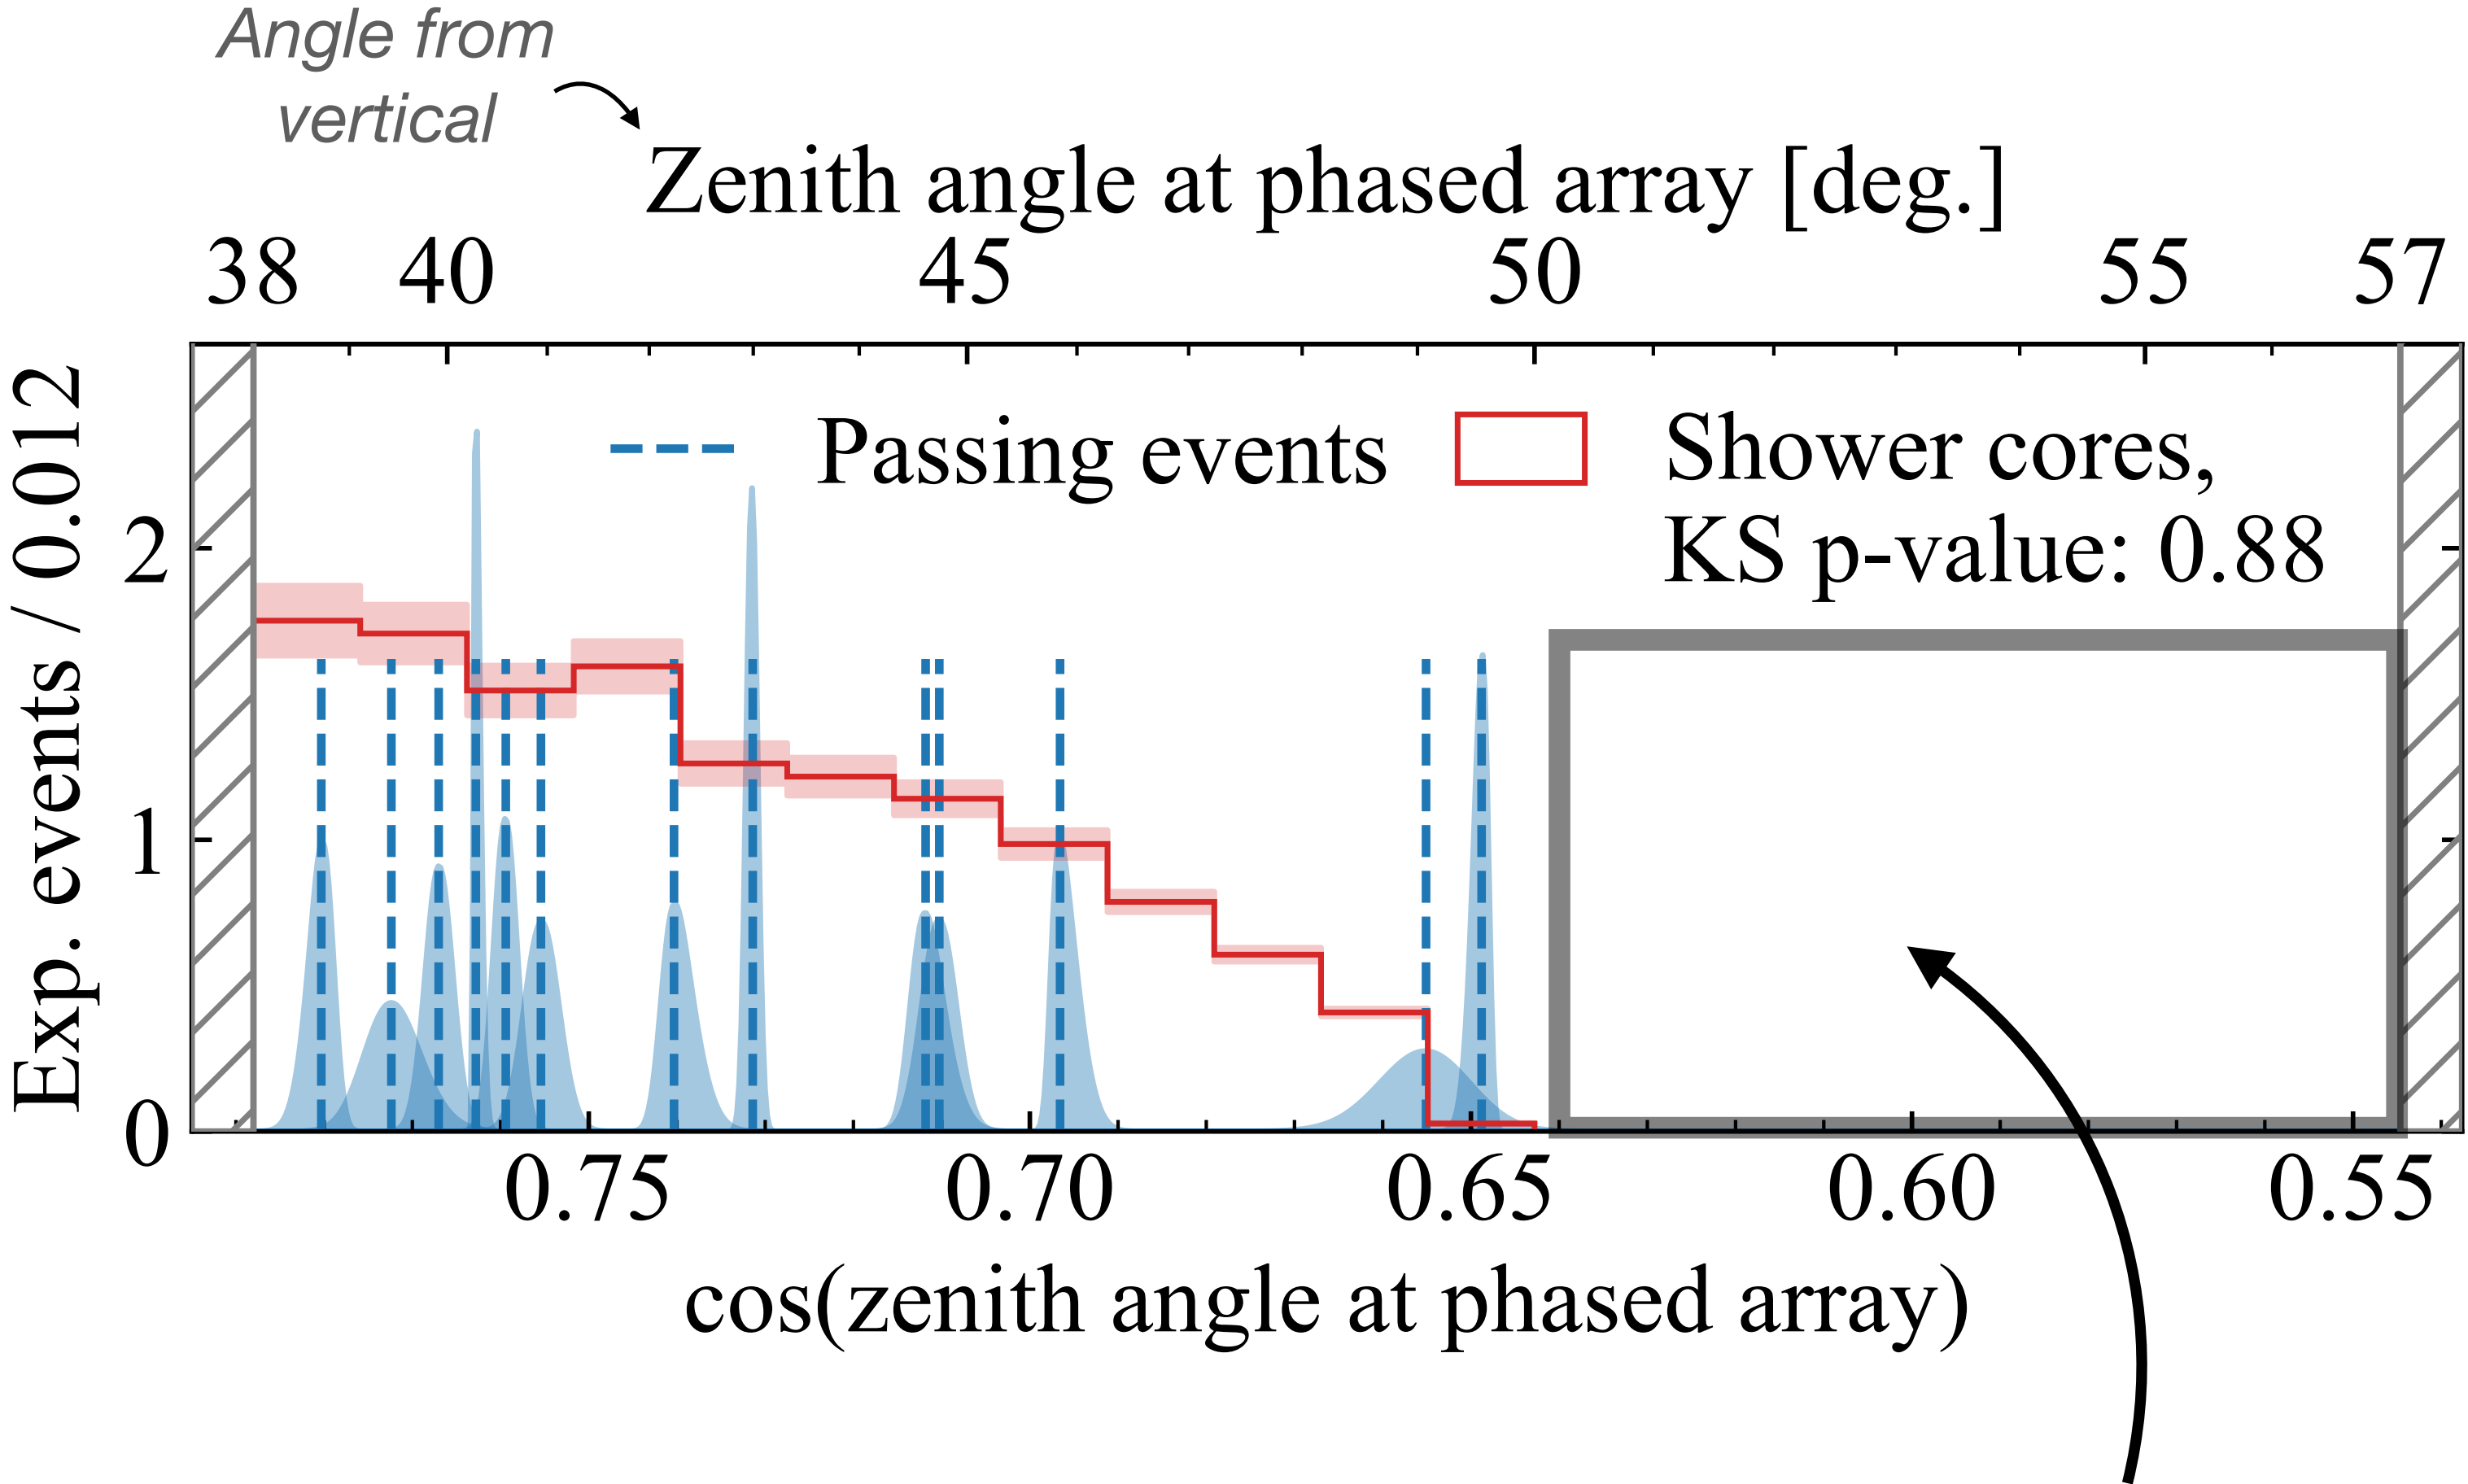 Angle from
vertical
Zenith angle at phased array [deg.]
38 40 45 50 55 57
Exp. events / 0.012
2
1
0
Passing events
Shower cores,
KS p-value: 0.88
0.75 0.70 0.65 0.60 0.55
cos(zenith angle at phased array)